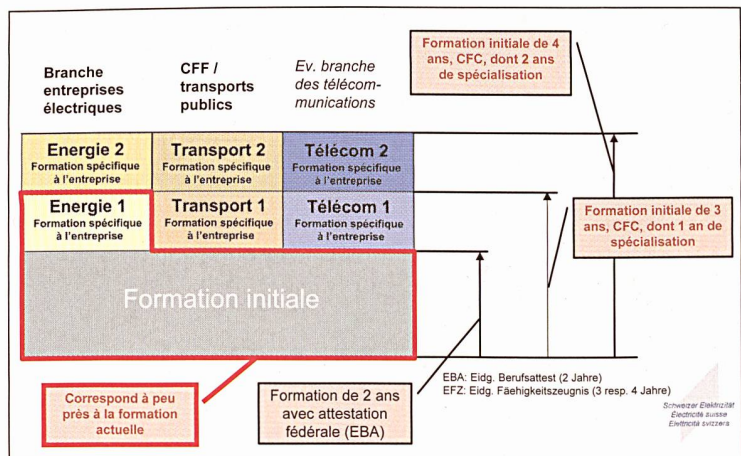 Branche
entreprises
électriques
CFF /
transports
publics
Ev. branche
des télécom-
munications
Formation initiale de 4
ans, CFC, dont 2 ans
de spécialisation
Energie 2
Formation spécifique
à l'entreprise
Transport 2
Formation spécifique
à l'entreprise
Télécom 2
Formation spécifique
à l'entreprise
Energie 1
Formation spécifique
à l'entreprise
Transport 1
Formation spécifique
à l'entreprise
Télécom 1
Formation spécifique
à l'entreprise
Formation initiale de 3
ans, CFC, dont 1 an de
spécialisation
Formation initiale
Correspond à peu
près à la formation
actuelle
Formation de 2 ans
avec attestation
fédérale (EBA)
EBA: Eidg. Berufsattest (2 Jahre)
EFZ: Eidg. Fäehigkeitszeugnis (3 resp. 4 Jahre)
Schweizer Elektrizität
Électricité suisse
Elettricità svizzera